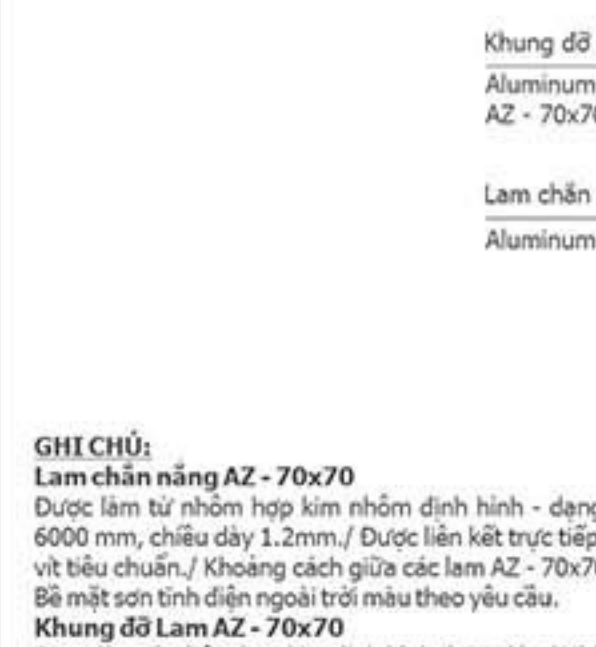 Khung đỡ
Aluminum
AZ - 70x70
Lam chắn
Aluminum
GHI CHÚ:
Lam chắn nắng AZ - 70x70
Được làm từ nhôm hợp kim nhôm định hình - dạng
6000 mm, chiều dày 1.2mm./ Được liên kết trực tiếp
vít tiêu chuẩn./ Khoảng cách giữa các lam AZ - 70x70
Bề mặt sơn tĩnh điện ngoài trời màu theo yêu cầu.
Khung đỡ Lam AZ - 70x70